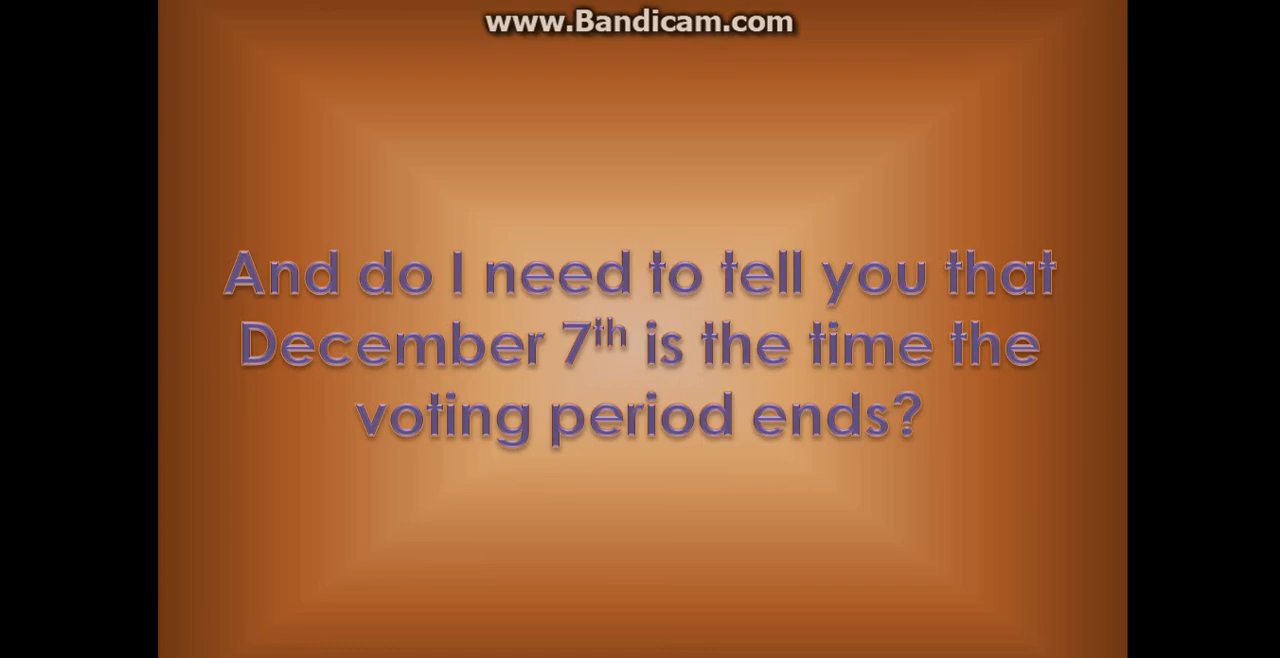 www.Bandicam.com
And do I need to tell you that
December 7th is the time the
voting period ends?